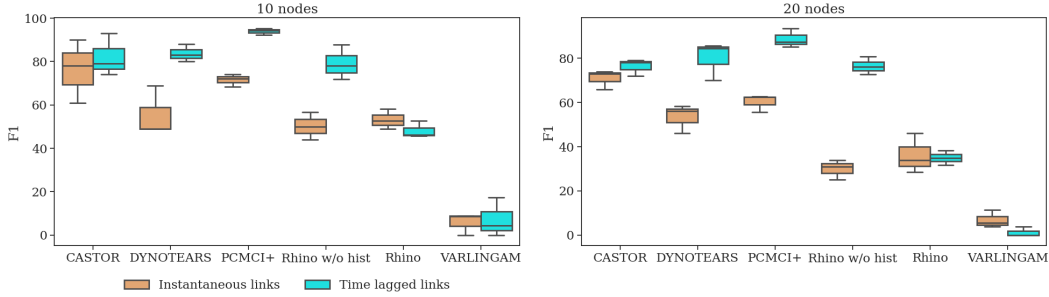 10 nodes
100
80
60
40
20
0
F1
CASTOR DYNOTEARS PCMCI+ Rhino w/o hist Rhino VARLINGAM
20 nodes
80
60
40
20
0
F1
CASTOR DYNOTEARS PCMCI+ Rhino w/o hist Rhino VARLINGAM
Instantaneous links Time lagged links